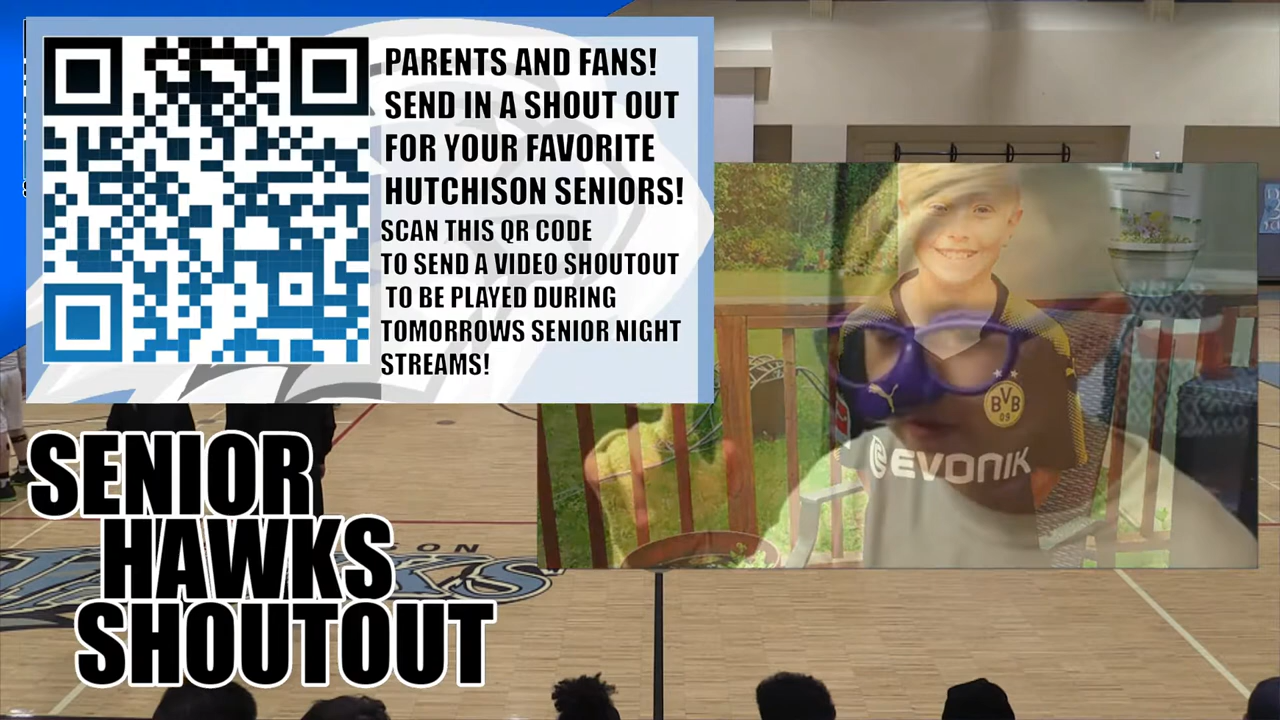 PARENTS AND FANS!
SEND IN A SHOUT OUT
FOR YOUR FAVORITE
HUTCHISON SENIORS!
SCAN THIS QR CODE
TO SEND A VIDEO SHOUTOUT
TO BE PLAYED DURING
TOMORROWS SENIOR NIGHT
STREAMS!
BVB
09
EVONIK
SENIOR
HAWKS
SHOUTOUT